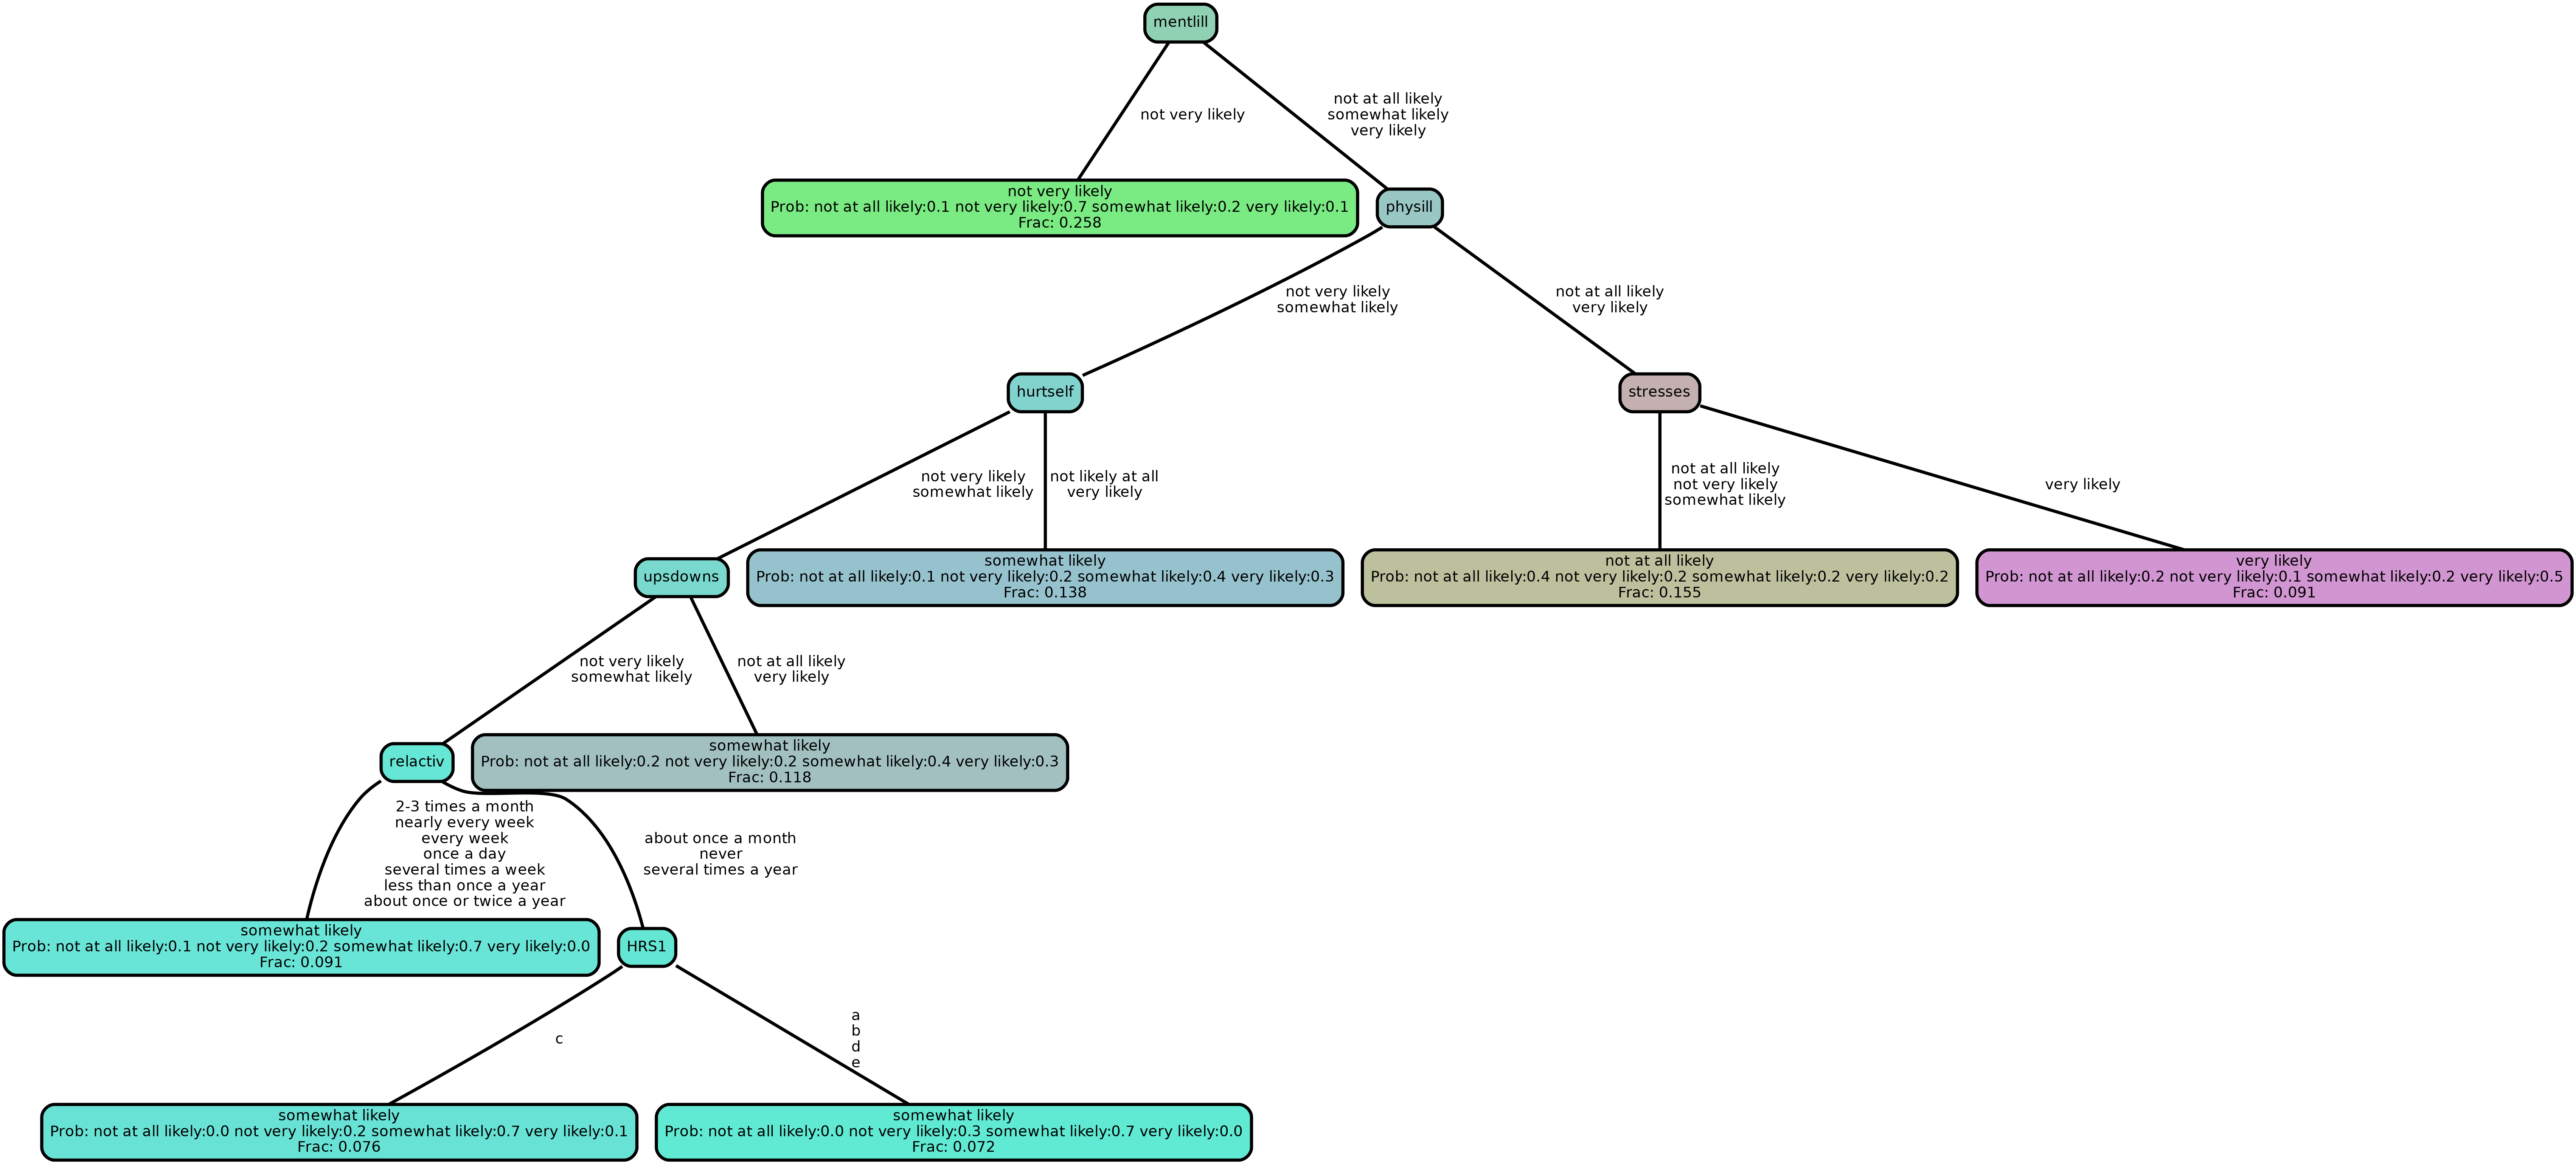 mentlill
not very likely
not at all likely
somewhat likely
very likely
not very likely
Prob: not at all likely:0.1 not very likely:0.7 somewhat likely:0.2 very likely:0.1
Frac: 0.258
physill
not very likely
somewhat likely
not at all likely
very likely
hurtself
stresses
not very likely
somewhat likely
not likely at all
very likely
not at all likely
not very likely
somewhat likely
very likely
upsdowns
somewhat likely
Prob: not at all likely:0.1 not very likely:0.2 somewhat likely:0.4 very likely:0.3
Frac: 0.138
not at all likely
Prob: not at all likely:0.4 not very likely:0.2 somewhat likely:0.2 very likely:0.2
Frac: 0.155
very likely
Prob: not at all likely:0.2 not very likely:0.1 somewhat likely:0.2 very likely:0.5
Frac: 0.091
not very likely
somewhat likely
not at all likely
very likely
relactiv
somewhat likely
Prob: not at all likely:0.2 not very likely:0.2 somewhat likely:0.4 very likely:0.3
Frac: 0.118
2-3 times a month
nearly every week
every week
once a day
several times a week
less than once a year
about once or twice a year
about once a month
never
several times a year
somewhat likely
Prob: not at all likely:0.1 not very likely:0.2 somewhat likely:0.7 very likely:0.0
Frac: 0.091
HRS1
c
a
b
d
e
somewhat likely
Prob: not at all likely:0.0 not very likely:0.2 somewhat likely:0.7 very likely:0.1
Frac: 0.076
somewhat likely
Prob: not at all likely:0.0 not very likely:0.3 somewhat likely:0.7 very likely:0.0
Frac: 0.072